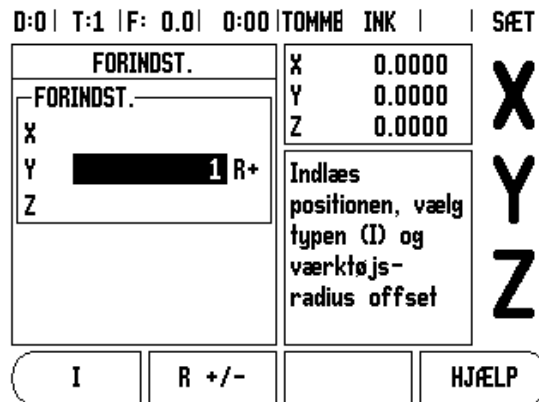 D:0 | T:1 | F: 0.0 | 0:00 | TOMME INK | | SÆT
FORINDST.
FORINDST.
X
Y 1 R+
Z
X 0.0000
Y 0.0000
Z 0.0000
Indlæs
positionen, vælg
typen (I) og
værktøjs-
radius offset
X
Y
Z
I
R +/-
HJÆLP